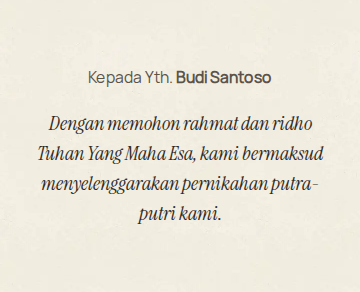 Kepada Yth. Budi Santoso
Dengan memohon rahmat dan ridho
Tuhan Yang Maha Esa, kami bermaksud
menyelenggarakan pernikahan putra-
putri kami.